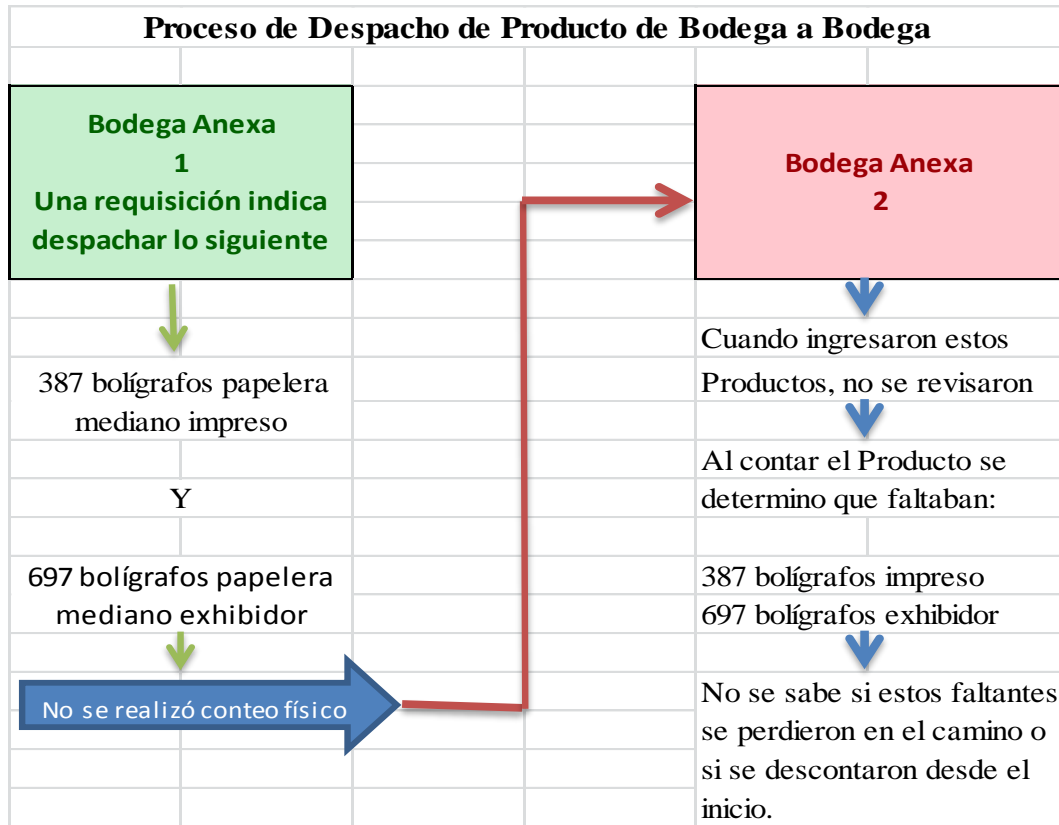 Proceso de Despacho de Producto de Bodega a Bodega
Bodega Anexa
1
Una requisición indica
despachar lo siguiente
387 bolígrafos papelera
mediano impreso
Y
697 bolígrafos papelera
mediano exhibidor
No se realizó conteo físico
Bodega Anexa
2
Cuando ingresaron estos
Productos, no se revisaron
Al contar el Producto se
determino que faltaban:
387 bolígrafos impreso
697 bolígrafos exhibidor
No se sabe si estos faltantes
se perdieron en el camino o
si se descontaron desde el
inicio.